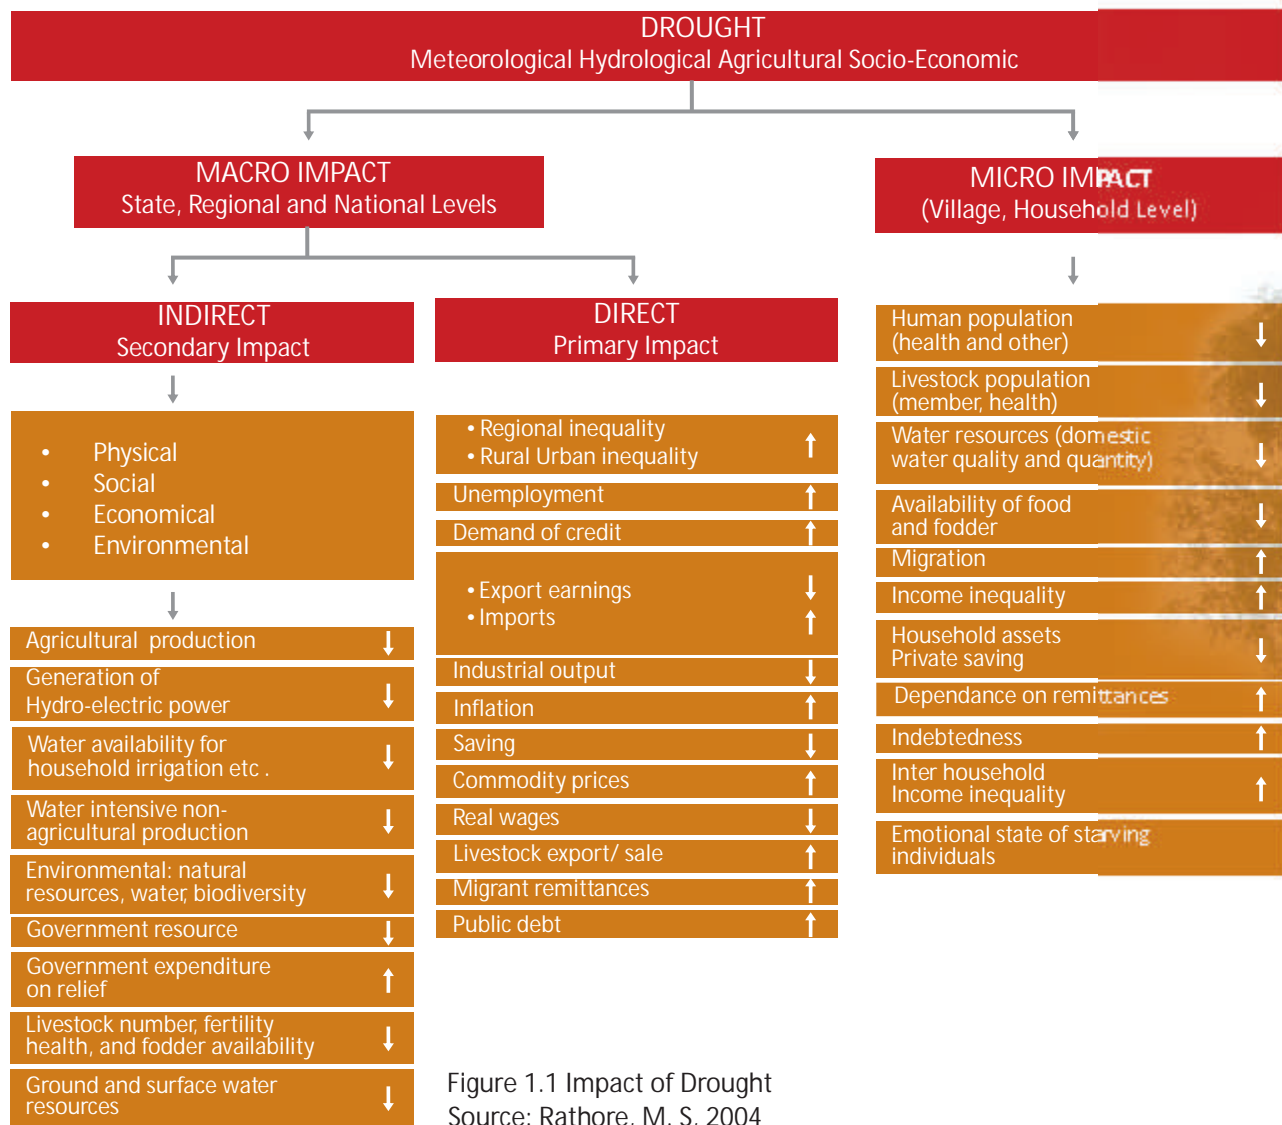 DROUGHT
Meteorological Hydrological Agricultural Socio-Economic
MACRO IMPACT
State, Regional and National Levels
MICRO IMPACT
(Village, Household Level)
INDIRECT
Secondary Impact
• Physical
• Social
• Economical
• Environmental
Agricultural production ↓
Generation of
Hydro-electric power ↓
Water availability for
household irrigation etc . ↓
Water intensive non-
agricultural production ↓
Environmental: natural
resources, water, biodiversity ↓
Government resource ↓
Government expenditure
on relief ↑
Livestock number, fertility
health, and fodder availability ↓
Ground and surface water
resources ↓
DIRECT
Primary Impact
• Regional inequality
• Rural Urban inequality ↑
Unemployment ↑
Demand of credit ↑
• Export earnings ↓
• Imports ↑
Industrial output ↓
Inflation ↑
Saving ↓
Commodity prices ↑
Real wages ↓
Livestock export/ sale ↑
Migrant remittances ↑
Public debt ↑
Human population
(health and other) ↓
Livestock population
(member, health) ↓
Water resources (domestic
water quality and quantity) ↓
Availability of food
and fodder ↓
Migration ↑
Income inequality ↑
Household assets
Private saving ↓
Dependance on remittances ↑
Indebtedness ↑
Inter household
Income inequality ↑
Emotional state of starving
individuals
Figure 1.1 Impact of Drought
Source: Rathore, M. S, 2004